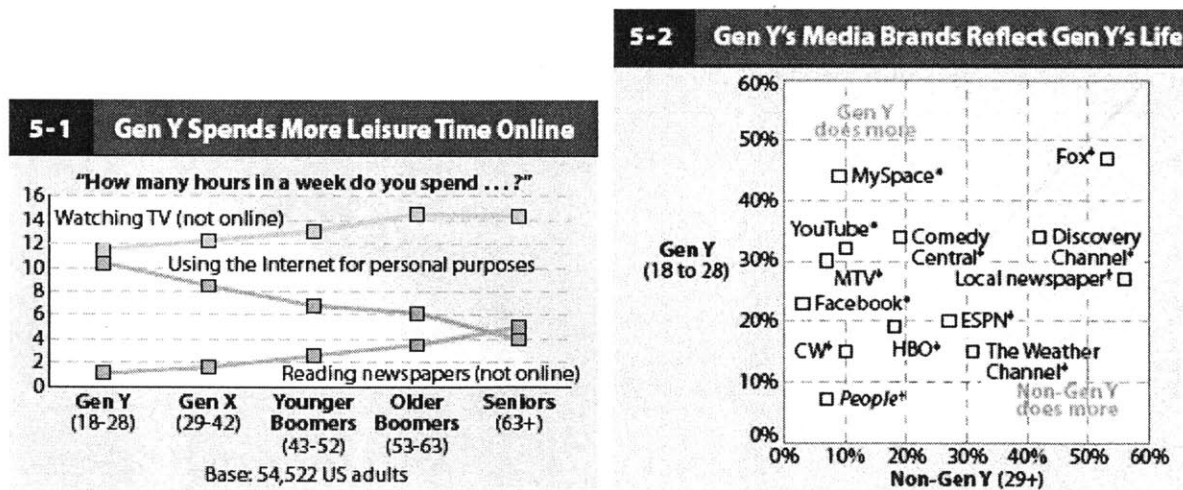 5-1 Gen Y Spends More Leisure Time Online
"How many hours in a week do you spend ...?"
16
14
12
10
8
6
4
2
0
Watching TV (not online)
Using the Internet for personal purposes
Reading newspapers (not online)
Gen Y
(18-28)
Gen X
(29-42)
Younger
Boomers
(43-52)
Older
Boomers
(53-63)
Seniors
(63+)
Base: 54,522 US adults
5-2 Gen Y's Media Brands Reflect Gen Y's Life
60%
50%
40%
30%
20%
10%
0%
Gen Y
(18 to 28)
Gen Y
does more
Fox
MySpace*
YouTube*
Comedy
Central
Discovery
Channel
MTV
Local newspaper
Facebook*
ESPN
CW
HBO
The Weather
Channel
People
Non-Gen Y
does more
0% 10% 20% 30% 40% 50% 60%
Non-Gen Y (29+)